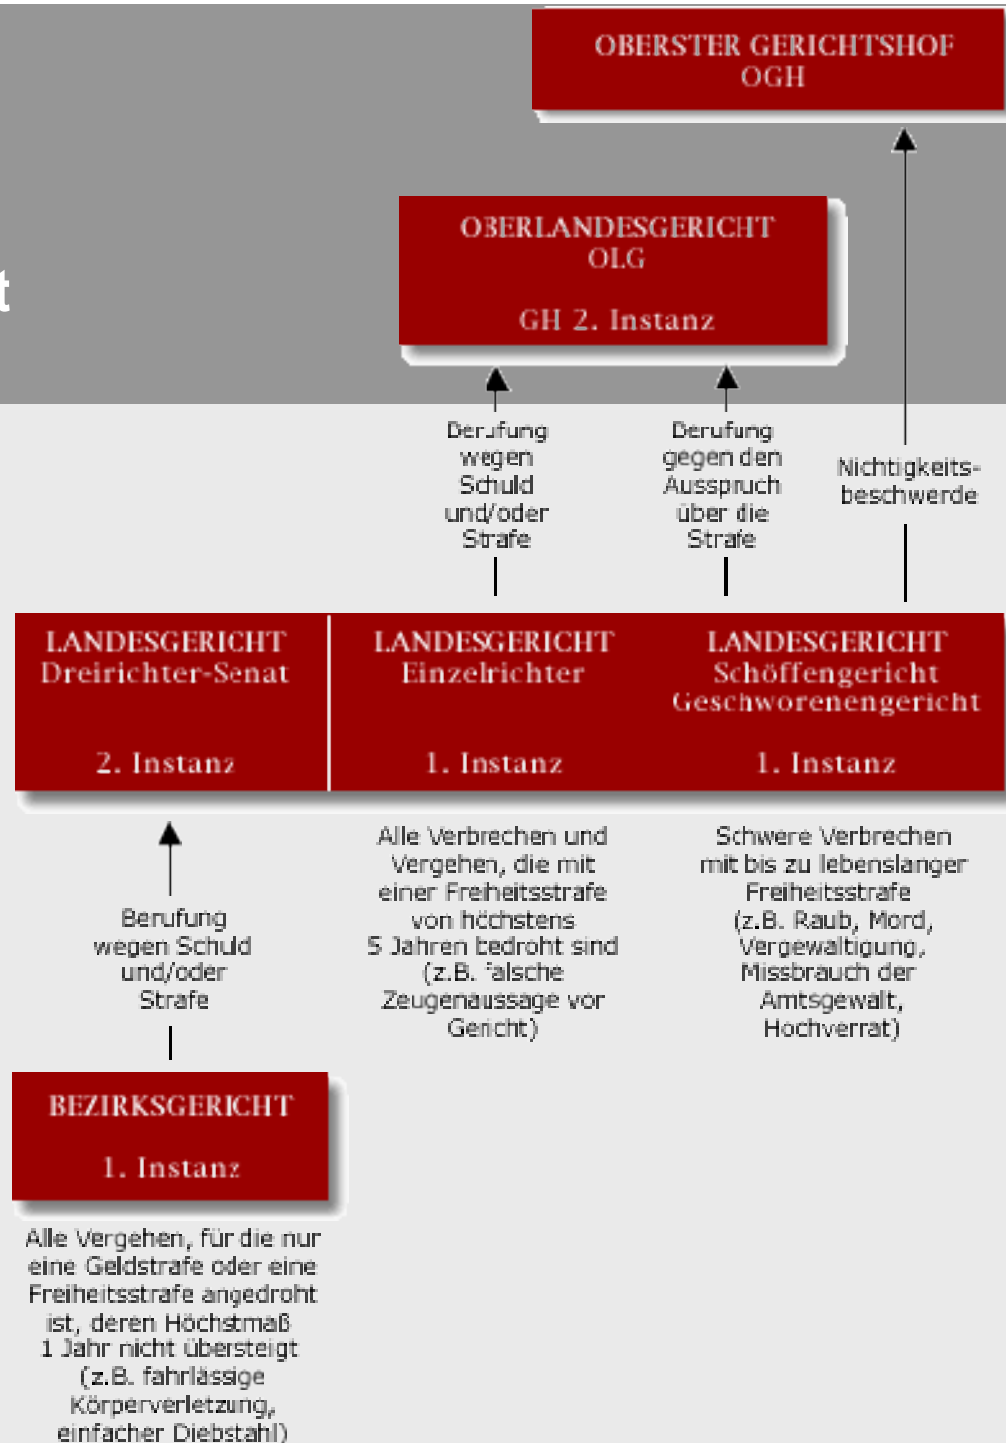 OBERSTER GERICHTSHOF
OGH
t
OBERLANDESGERICHT
OLG
GH 2. Instanz
Berufung
wegen
Schuld
und/oder
Strafe
Berufung
gegen den
Ausspruch
über die
Strafe
Nichtigkeits-
beschwerde
LANDESGERICHT
Dreirichter-Senat
2. Instanz
LANDESGERICHT
Einzelrichter
1. Instanz
LANDESGERICHT
Schöffengericht
Geschworenengericht
1. Instanz
Berufung
wegen Schuld
und/oder
Strafe
Alle Verbrechen und
Vergehen, die mit
einer Freiheitsstrafe
von höchstens
5 Jahren bedroht sind
(z.B. falsche
Zeugenaussage vor
Gericht)
Schwere Verbrechen
mit bis zu lebenslanger
Freiheitsstrafe
(z.B. Raub, Mord,
Vergewaltigung,
Missbrauch der
Amtsgewalt,
Hochverrat)
BEZIRKSGERICHT
1. Instanz
Alle Vergehen, für die nur
eine Geldstrafe oder eine
Freiheitsstrafe angedroht
ist, deren Höchstmaß
1 Jahr nicht übersteigt
(z.B. fahrlässige
Körperverletzung,
einfacher Diebstahl)